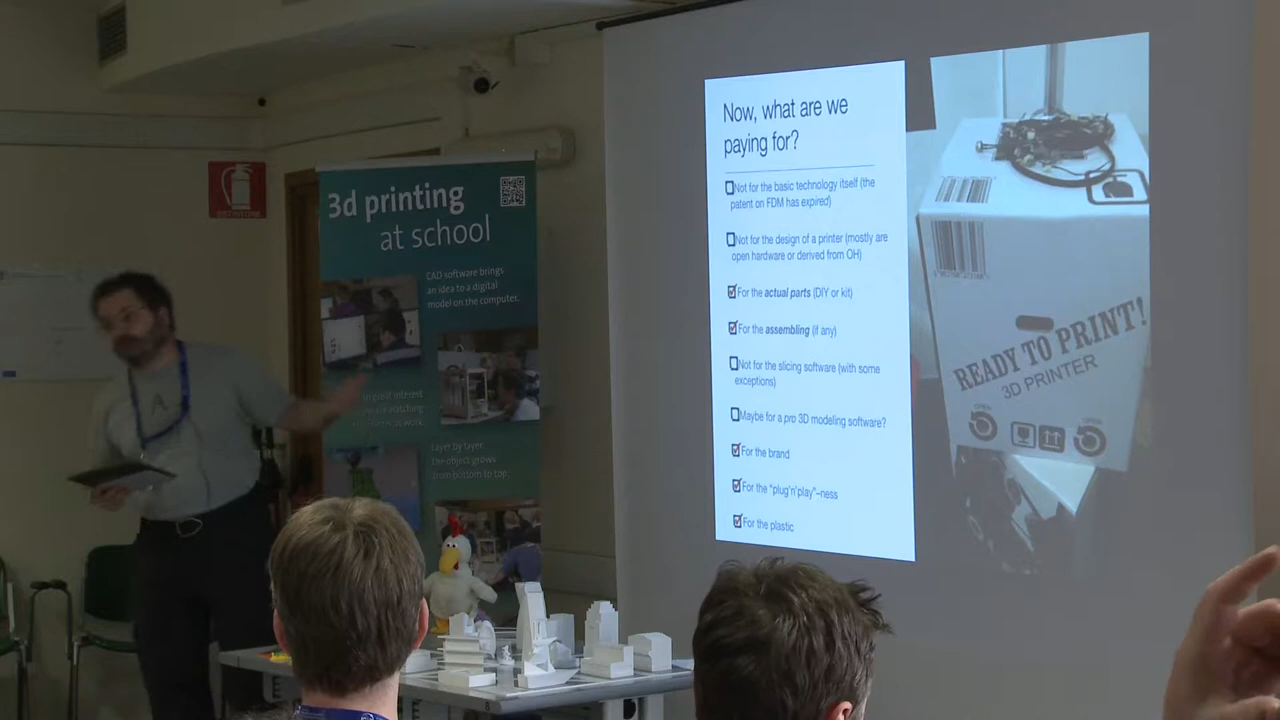 3d printing
at school
CAD software brings
an idea to a digital
model on the computer.
Layer by layer
the object grows
from bottom to top.
Now, what are we
paying for?
Not for the basic technology itself (the
patent on FDM has expired)
Not for the design of a printer (mostly are
open hardware or derived from OH)
For the actual parts (DIY or kit)
For the assembling (if any)
Not for the slicing software (with some
exceptions)
Maybe for a pro 3D modeling software?
For the brand
For the "plug'n'play"–ness
For the plastic
READY TO PRINT!
3D PRINTER
OPEN
OPEN
A